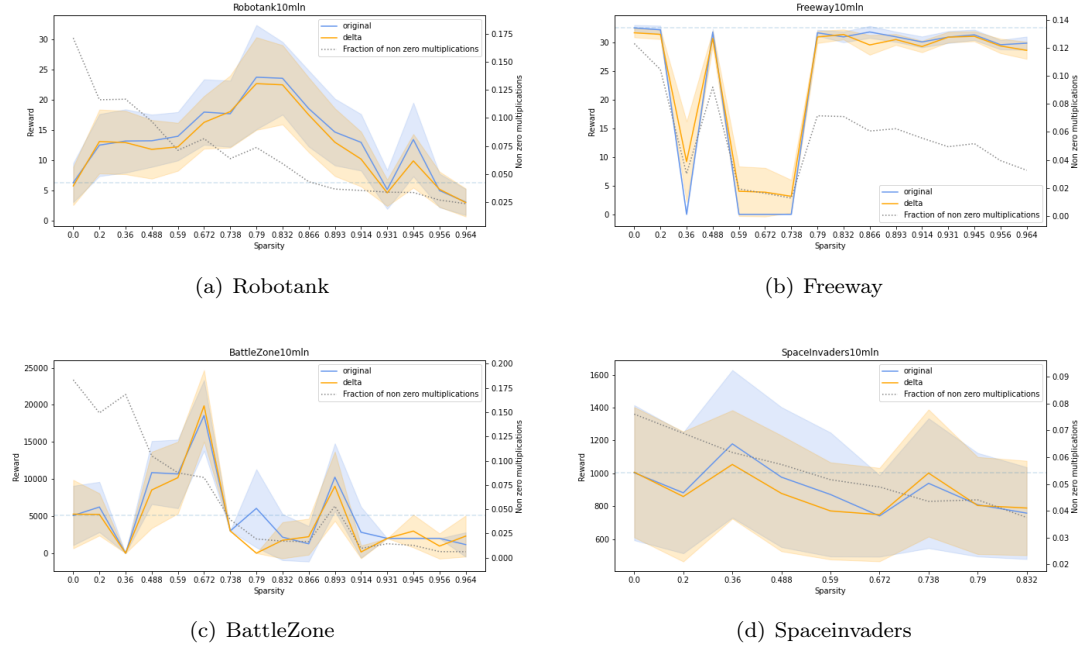 Robotank10mln
original
delta
Fraction of non zero multiplications
30
25
20
15
10
5
0
Reward
0.175
0.150
0.125
0.100
0.075
0.050
0.025
Non zero multiplications
0.0 0.2 0.36 0.488 0.59 0.672 0.738 0.79 0.832 0.866 0.893 0.914 0.931 0.945 0.956 0.964
Sparsity
(a) Robotank
Freeway10mln
original
delta
Fraction of non zero multiplications
30
25
20
15
10
5
0
Reward
0.14
0.12
0.10
0.08
0.06
0.04
0.02
0.00
Non zero multiplications
0.0 0.2 0.36 0.488 0.59 0.672 0.738 0.79 0.832 0.866 0.893 0.914 0.931 0.945 0.956 0.964
Sparsity
(b) Freeway
BattleZone10mln
original
delta
Fraction of non zero multiplications
25000
20000
15000
10000
5000
0
Reward
0.200
0.175
0.150
0.125
0.100
0.075
0.050
0.025
0.000
Non zero multiplications
0.0 0.2 0.36 0.488 0.59 0.672 0.738 0.79 0.832 0.866 0.893 0.914 0.931 0.945 0.956 0.964
Sparsity
(c) BattleZone
SpaceInvaders10mln
original
delta
Fraction of non zero multiplications
1600
1400
1200
1000
800
600
Reward
0.09
0.08
0.07
0.06
0.05
0.04
0.03
0.02
Non zero multiplications
0.0 0.2 0.36 0.488 0.59 0.672 0.738 0.79 0.832
Sparsity
(d) Spaceinvaders